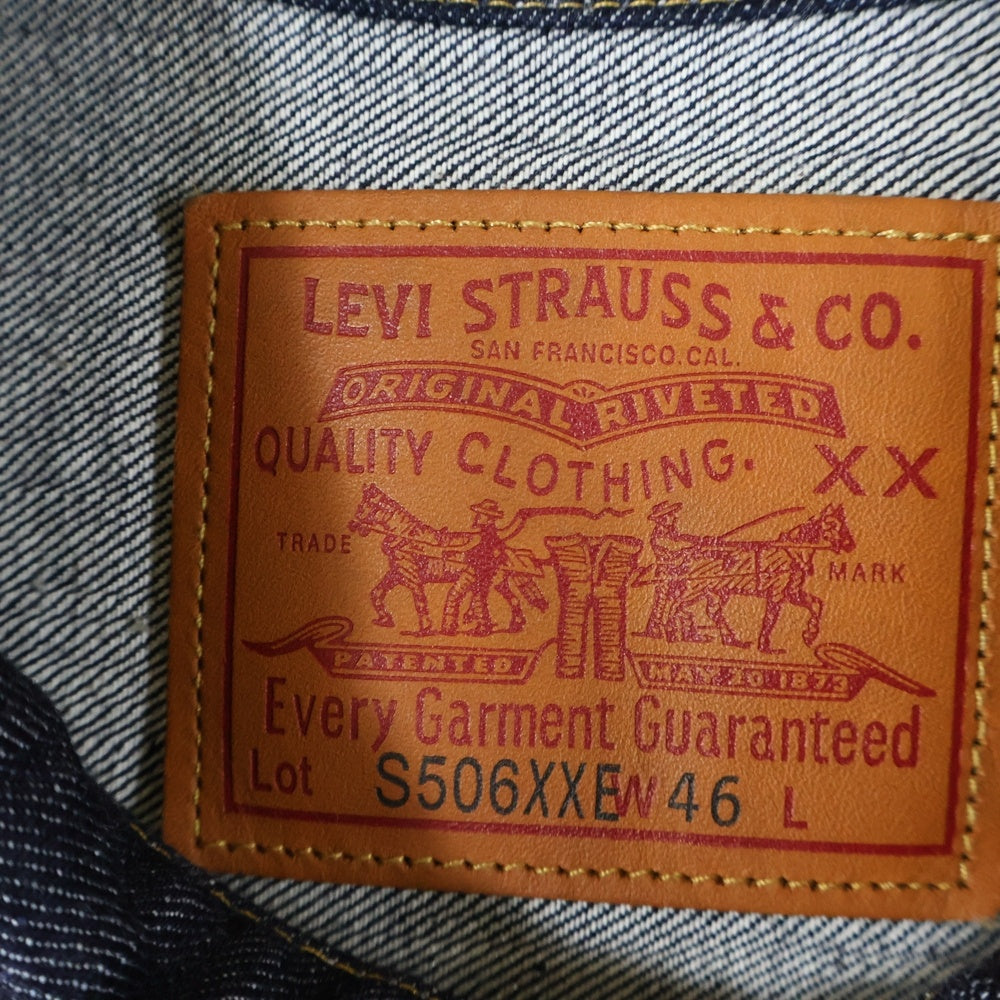 LEVI STRAUSS & CO.
SAN FRANCISCO. CAL.
ORIGINAL RIVETED
QUALITY CLOTHING. XX
TRADE MARK
PATENTED MAY 20 1873
Every Garment Guaranteed
Lot S506XXE W 46 L